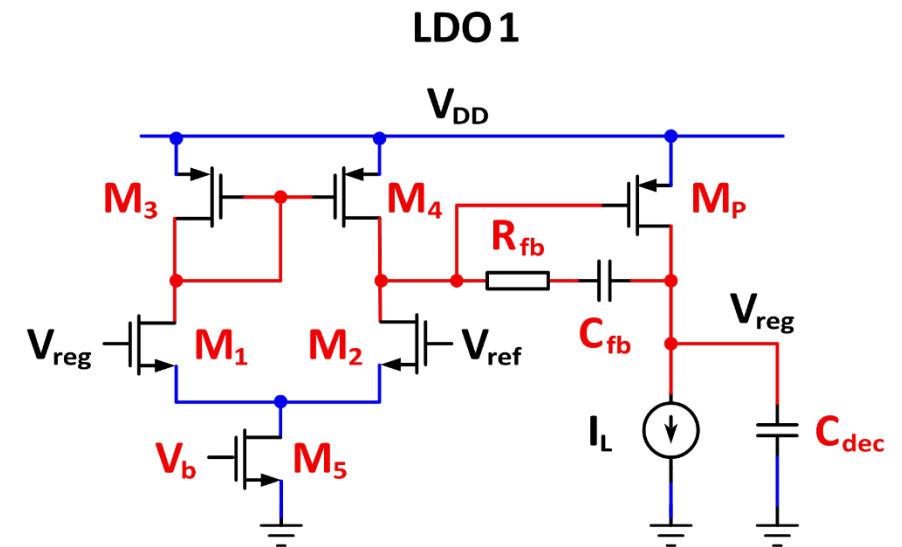 LDO 1
V_DD
M_3
M_4
M_P
R_fb
V_reg
C_fb
V_reg
M_1
M_2
V_ref
I_L
C_dec
V_b
M_5